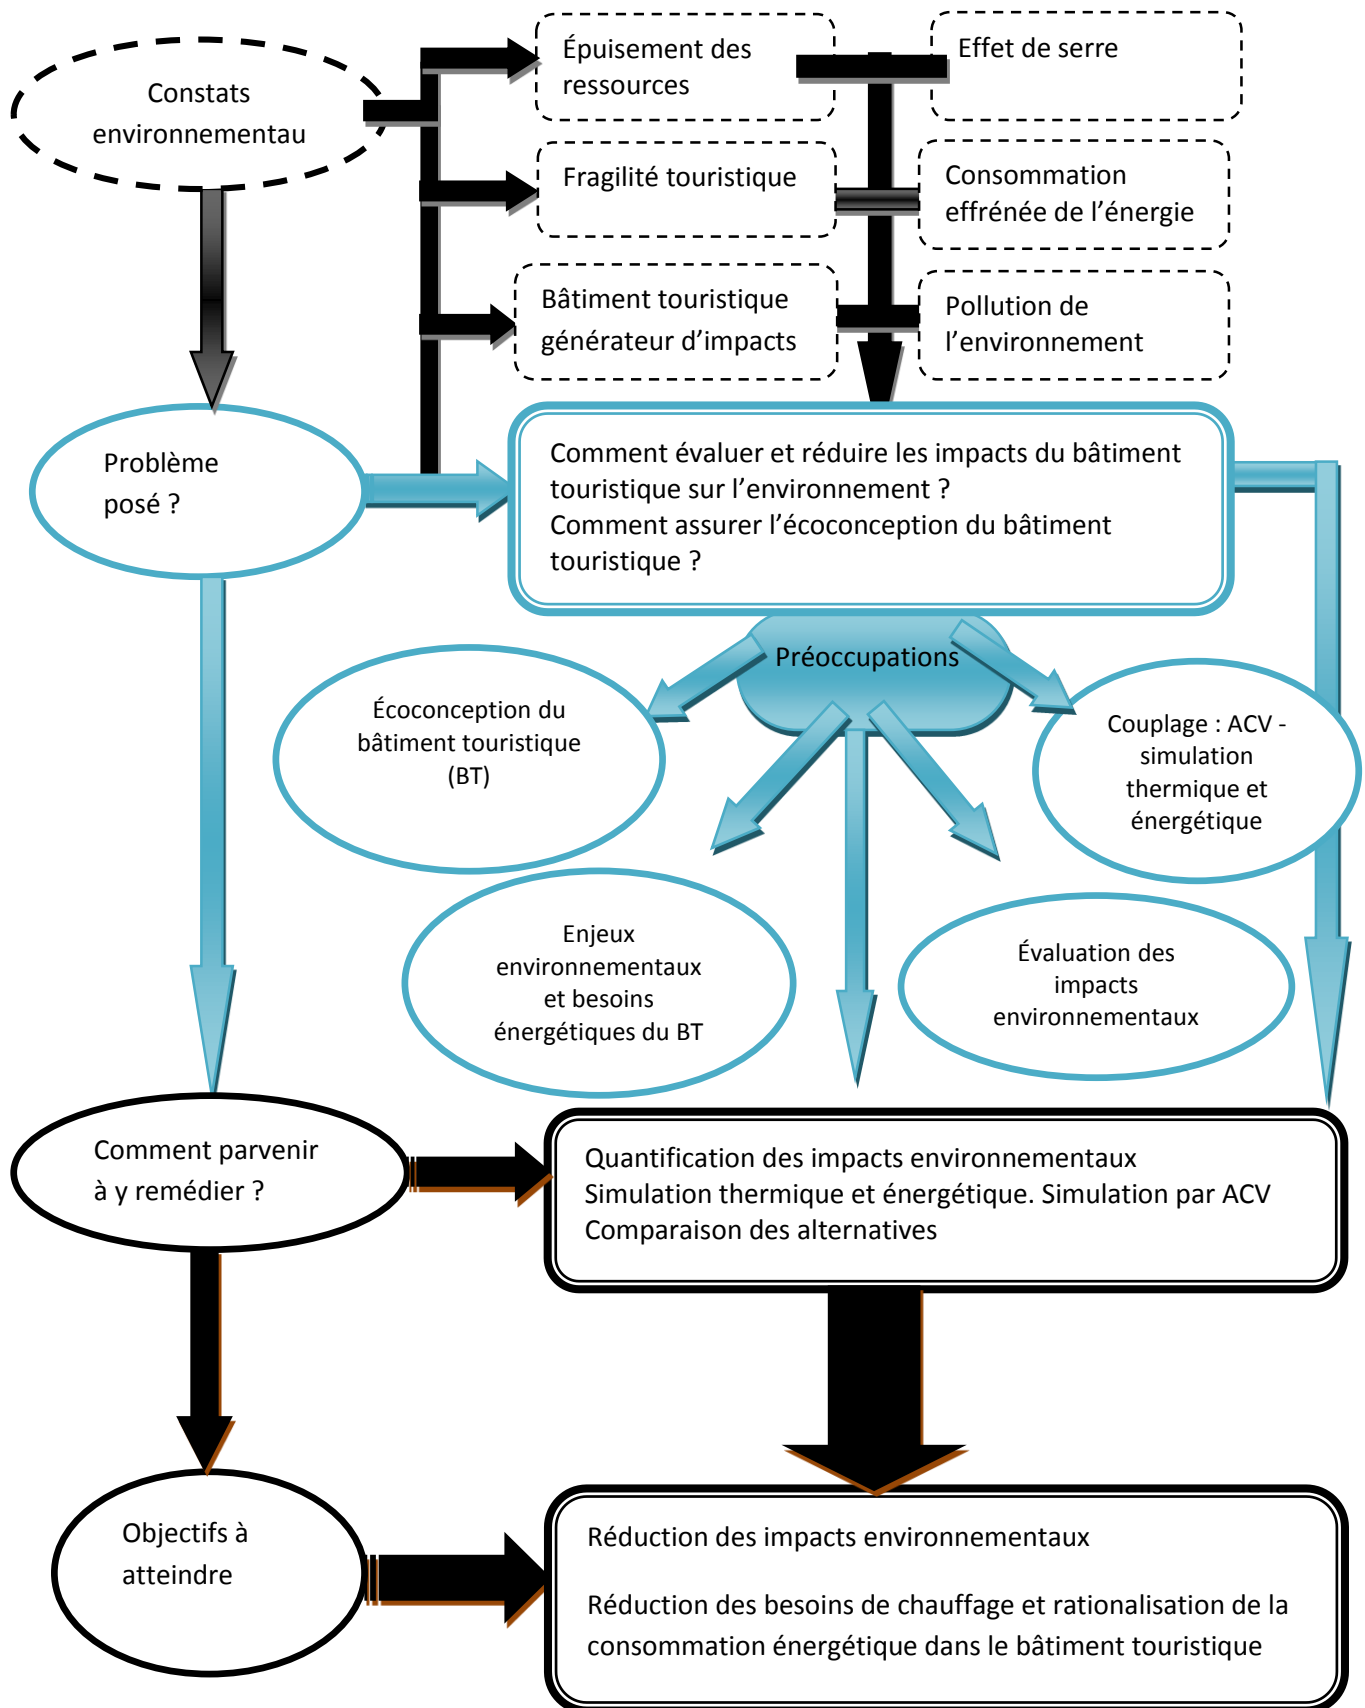 Constats
environnementau
Épuisement des
ressources
Effet de serre
Fragilité touristique
Consommation
effrénée de l’énergie
Bâtiment touristique
générateur d’impacts
Pollution de
l’environnement
Problème
posé ?
Comment évaluer et réduire les impacts du bâtiment
touristique sur l’environnement ?
Comment assurer l’écoconception du bâtiment
touristique ?
Préoccupations
Écoconception du
bâtiment touristique
(BT)
Couplage : ACV -
simulation
thermique et
énergétique
Enjeux
environnementaux
et besoins
énergétiques du BT
Évaluation des
impacts
environnementaux
Comment parvenir
à y remédier ?
Quantification des impacts environnementaux
Simulation thermique et énergétique. Simulation par ACV
Comparaison des alternatives
Objectifs à
atteindre
Réduction des impacts environnementaux
Réduction des besoins de chauffage et rationalisation de la
consommation énergétique dans le bâtiment touristique